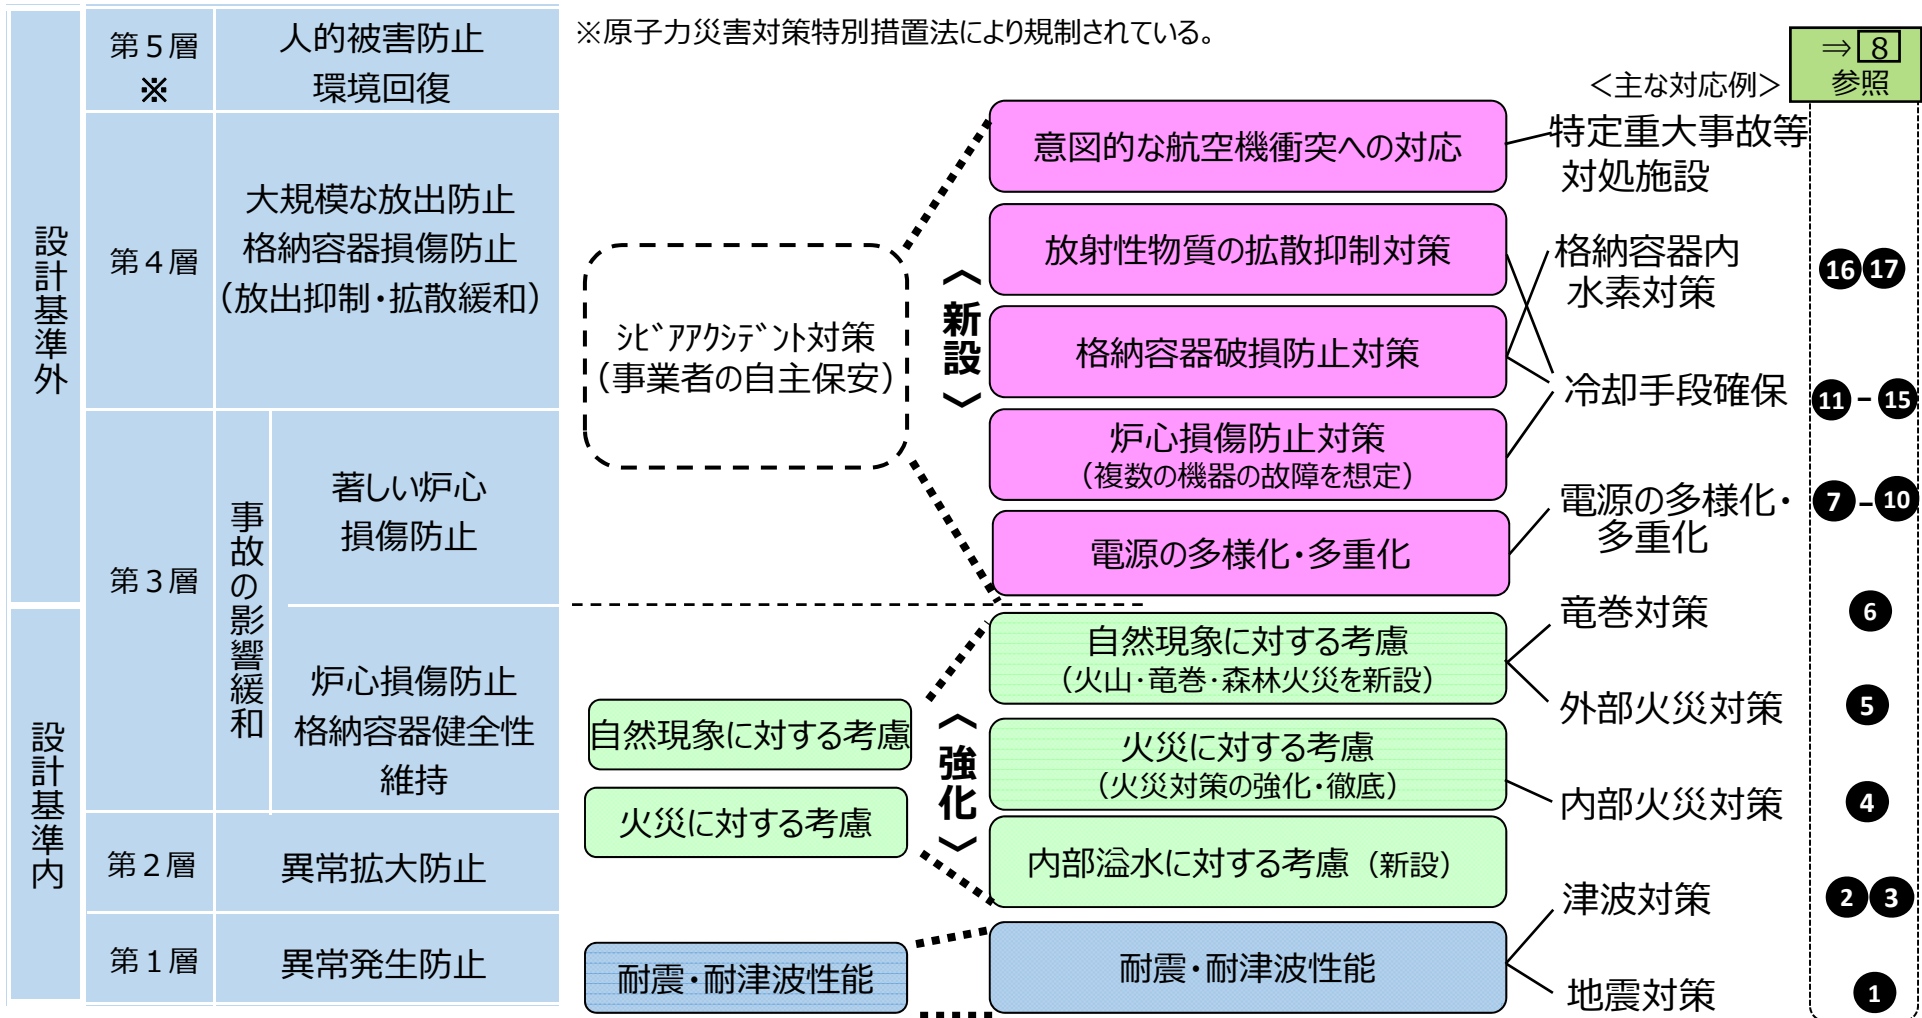 ※原子力災害対策特別措置法により規制されている。
設計基準外
設計基準内
第５層
※
人的被害防止
環境回復
第４層
大規模な放出防止
格納容器損傷防止
（放出抑制・拡散緩和）
第３層
事故の影響緩和
著しい炉心
損傷防止
炉心損傷防止
格納容器健全性
維持
第２層
異常拡大防止
第１層
異常発生防止
ｼﾋﾞｱｱｸｼﾃﾞﾝﾄ対策
（事業者の自主保安）
自然現象に対する考慮
火災に対する考慮
耐震・耐津波性能
〈新設〉
〈強化〉
意図的な航空機衝突への対応
放射性物質の拡散抑制対策
格納容器破損防止対策
炉心損傷防止対策
（複数の機器の故障を想定）
電源の多様化・多重化
自然現象に対する考慮
（火山・竜巻・森林火災を新設）
火災に対する考慮
（火災対策の強化・徹底）
内部溢水に対する考慮（新設）
耐震・耐津波性能
＜主な対応例＞
⇒ 8
参照
特定重大事故等
対処施設
格納容器内
水素対策
16 17
冷却手段確保
11 - 15
電源の多様化・
多重化
7 - 10
竜巻対策
6
外部火災対策
5
内部火災対策
4
津波対策
2 3
地震対策
1